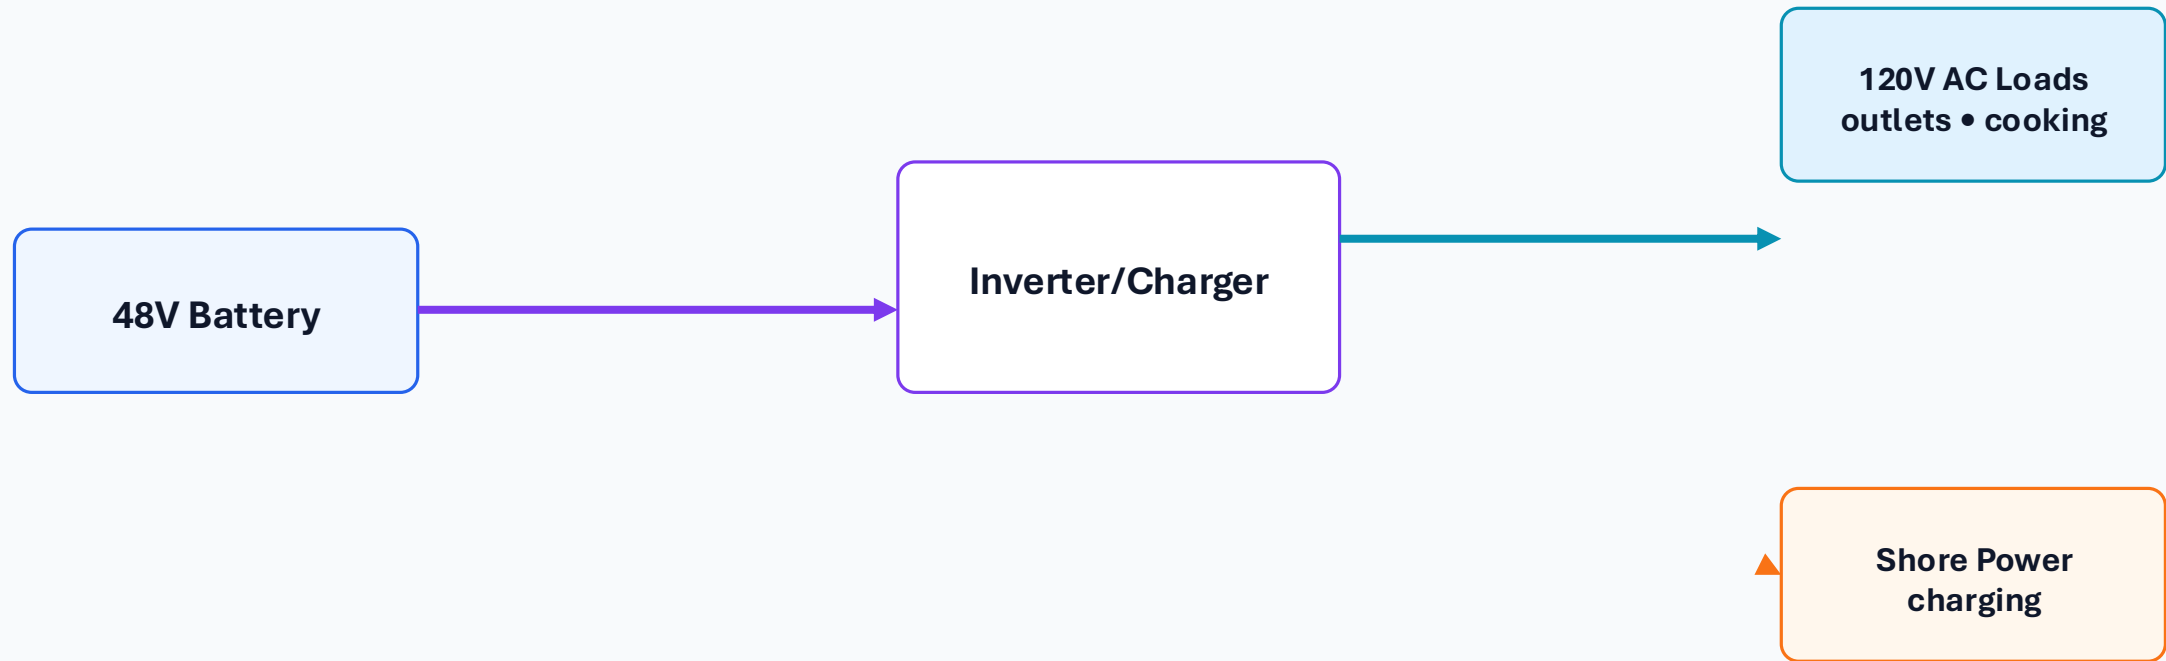 48V Battery
Inverter/Charger
120V AC Loads
outlets • cooking
Shore Power
charging